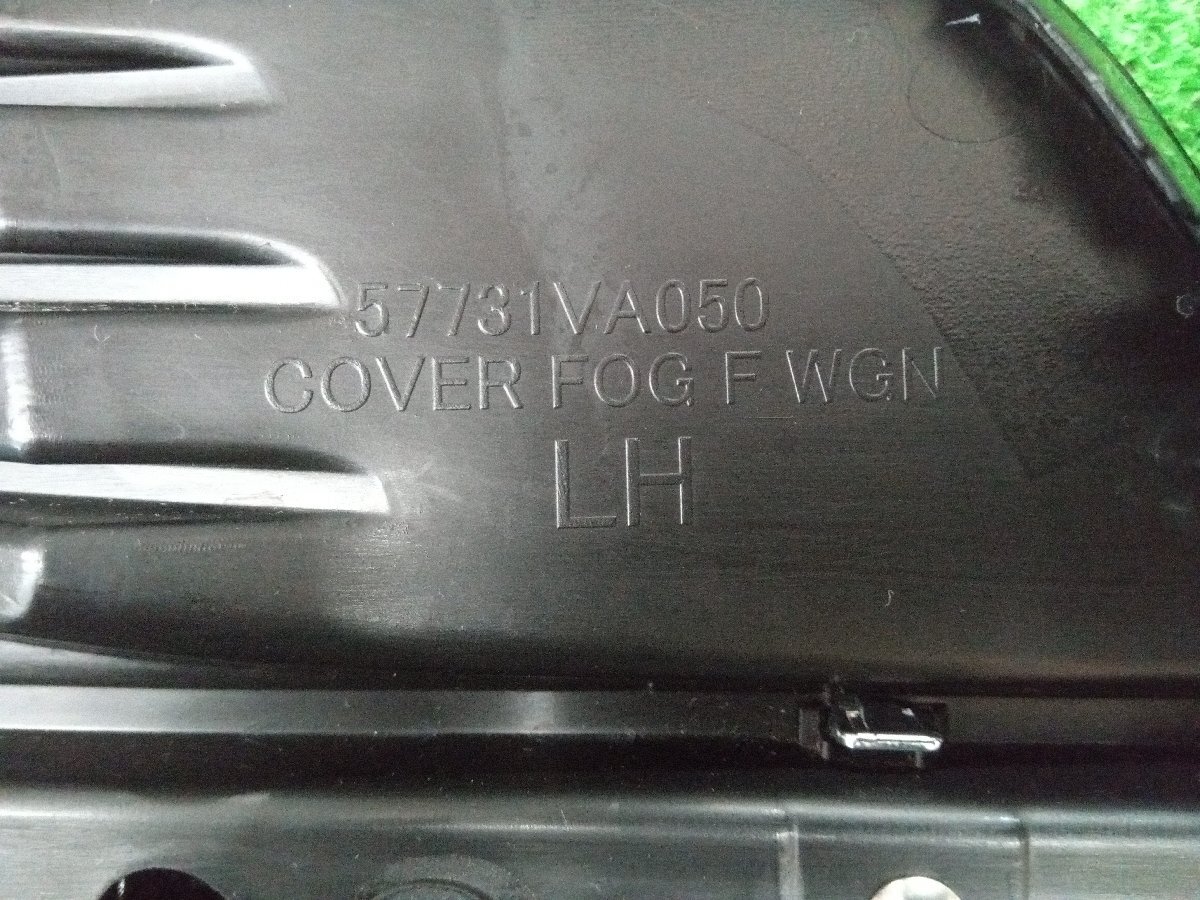 57731VA050
COVER FOG F WGN
LH